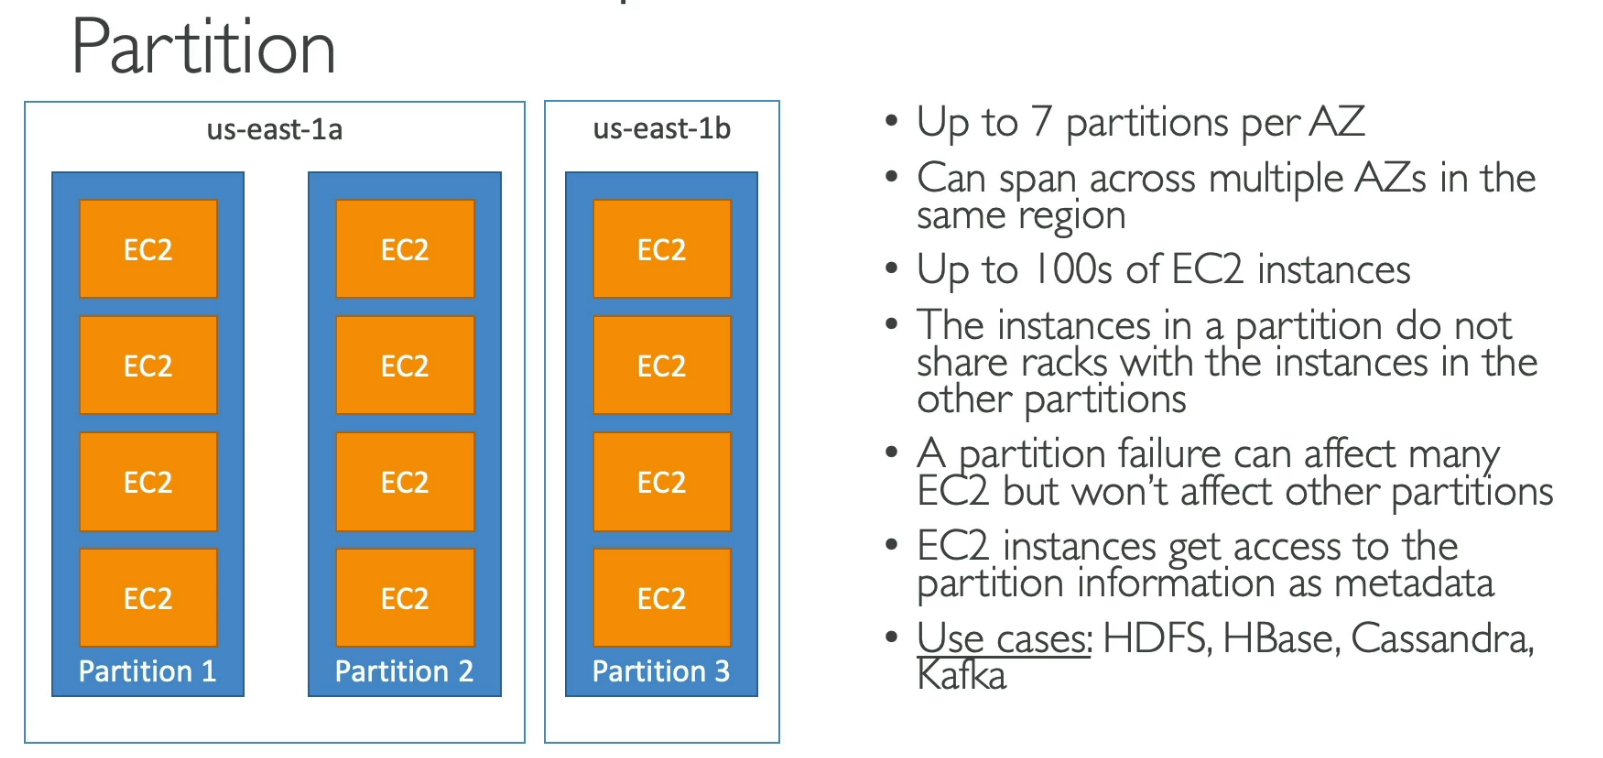 Partition
us-east-1a
EC2
EC2
EC2
EC2
Partition 1
EC2
EC2
EC2
EC2
Partition 2
us-east-1b
EC2
EC2
EC2
EC2
Partition 3
• Up to 7 partitions per AZ
• Can span across multiple AZs in the
same region
• Up to 100s of EC2 instances
• The instances in a partition do not
share racks with the instances in the
other partitions
• A partition failure can affect many
EC2 but won’t affect other partitions
• EC2 instances get access to the
partition information as metadata
• Use cases: HDFS, HBase, Cassandra,
Kafka